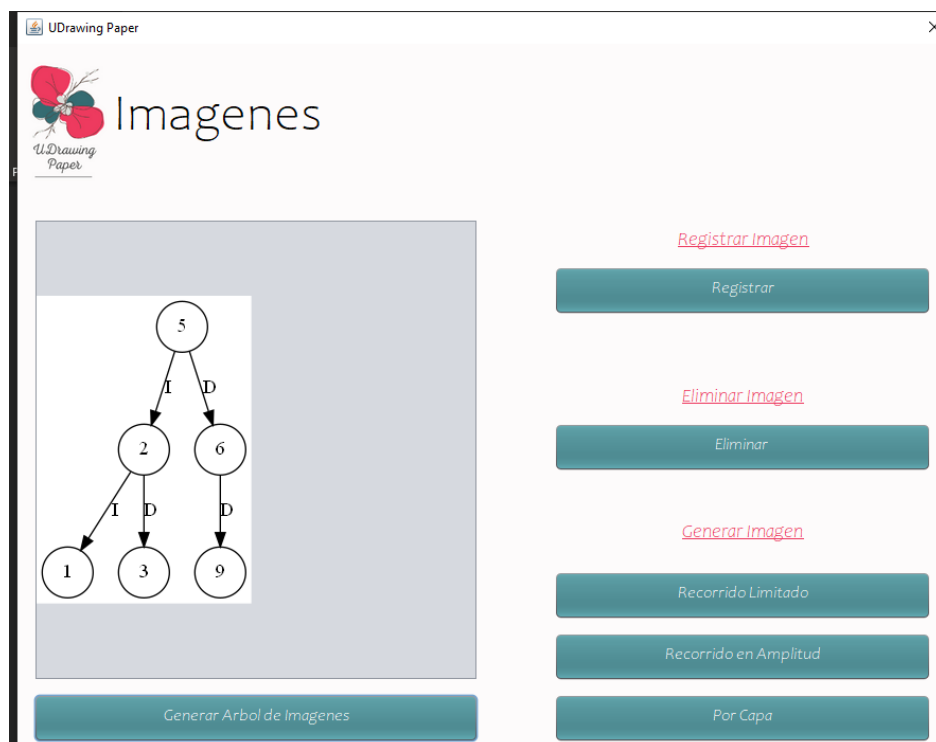 UDrawing Paper
Imagenes
UDrawing
Paper
P
5
I D
2 6
I D D
1 3 9
Generar Arbol de Imagenes
Registrar Imagen
Registrar
Eliminar Imagen
Eliminar
Generar Imagen
Recorrido Limitado
Recorrido en Amplitud
Por Capa